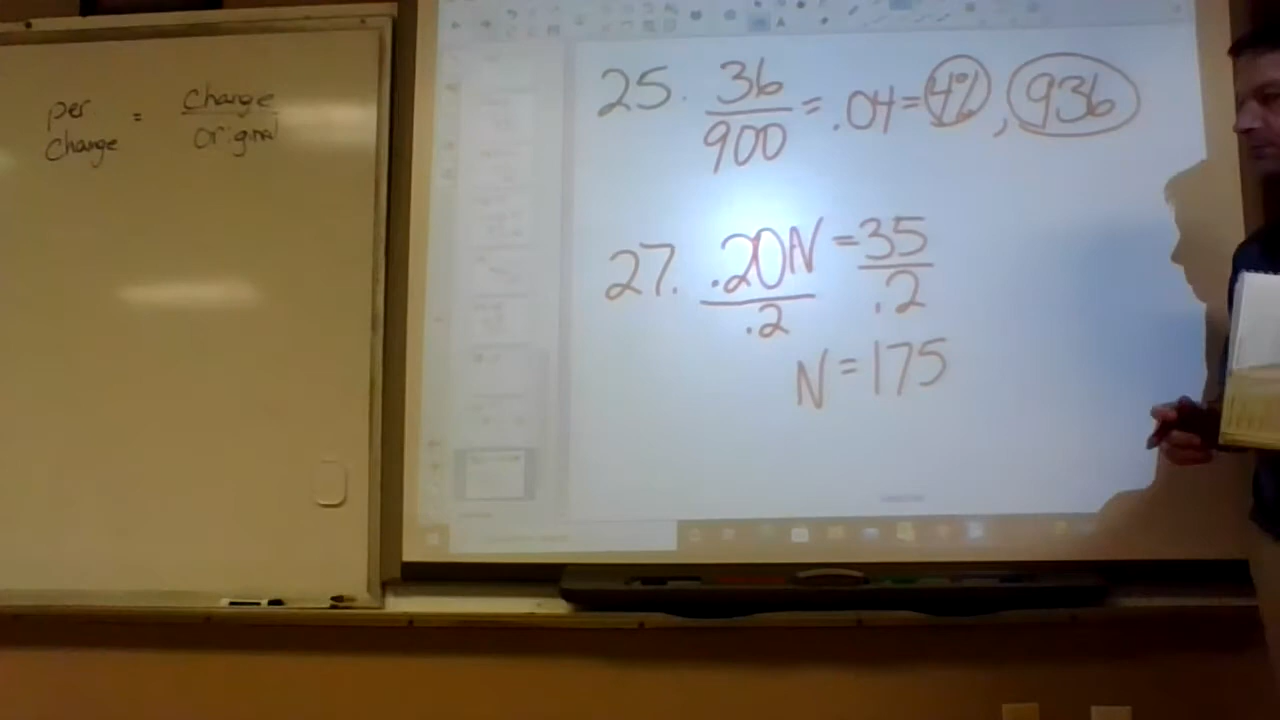 per change = change / original
25. 36/900 = .04 = 4%, 936
27. .20N/.2 = 35/.2
N = 175